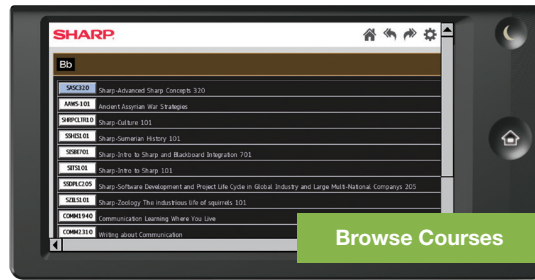 SHARP
Bb
SASC320 Sharp-Advanced Sharp Concepts 320
AAWS-101 Ancient Assyrian War Strategies
SHRPCLTR10 Sharp-Culture 101
SSHIS101 Sharp-Sumerian History 101
SISBI701 Sharp-Intro to Sharp and Blackboard Integration 701
SITS101 Sharp-Intro to Sharp 101
SSDPLC205 Sharp-Software Development and Project Life Cycle in Global Industry and Large Multi-National Companys 205
SZILS101 Sharp-Zoology The industrious life of squirrels 101
COMM1940 Communication Learning Where You Live
COMM2310 Writing about Communication
Browse Courses